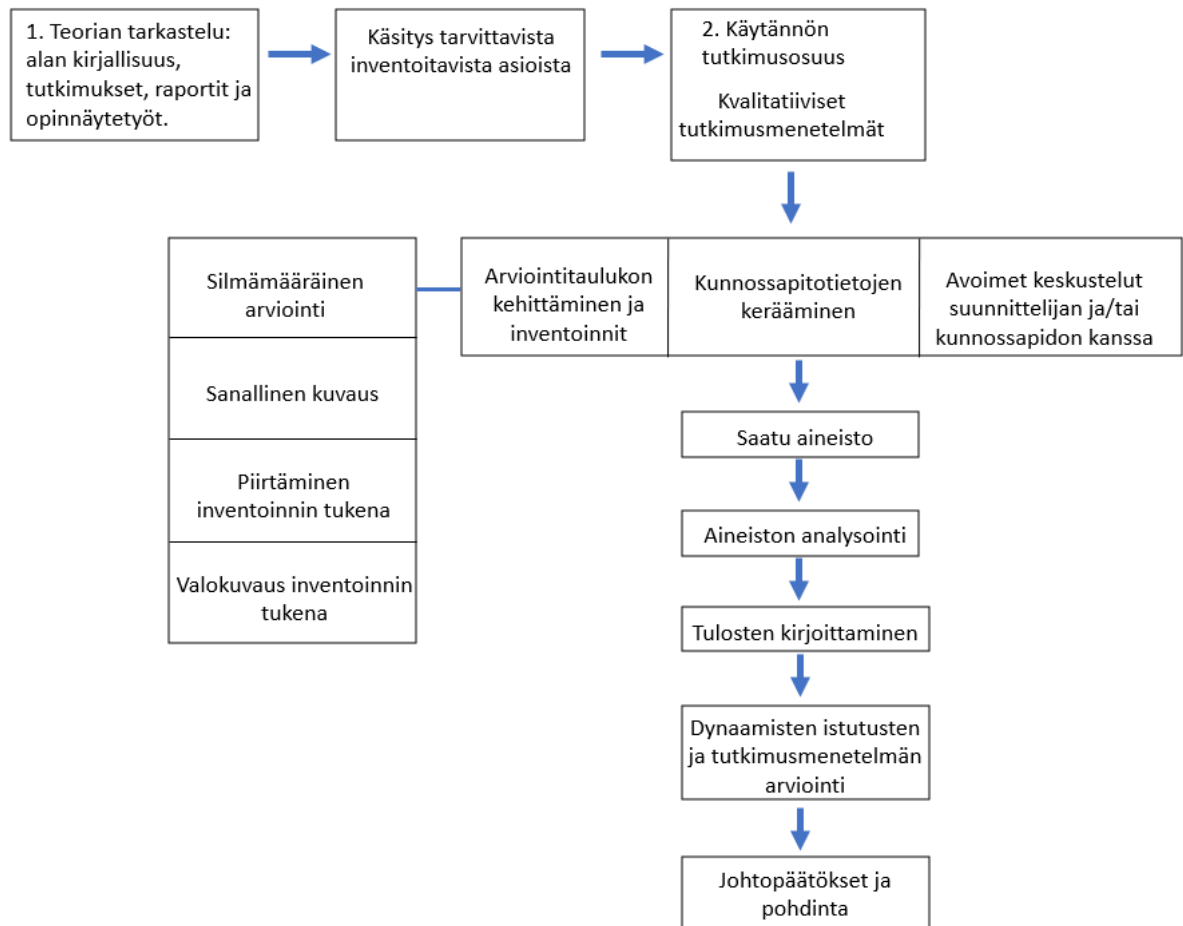 1. Teorian tarkastelu:
alan kirjallisuus,
tutkimukset, raportit ja
opinnäytetyöt.
Käsitys tarvittavista
inventoitavista asioista
2. Käytännön
tutkimusosuus
Kvalitatiiviset
tutkimusmenetelmät
Silmämääräinen
arviointi
Sanallinen kuvaus
Piirtäminen
inventoinnin tukena
Valokuvaus inventoinnin
tukena
Arviointitaulukon
kehittäminen ja
inventoinnit
Kunnossapitotietojen
kerääminen
Avoimet keskustelut
suunnittelijan ja/tai
kunnossapidon kanssa
Saatu aineisto
Aineiston analysointi
Tulosten kirjoittaminen
Dynaamisten istutusten
ja tutkimusmenetelmän
arviointi
Johtopäätökset ja
pohdinta